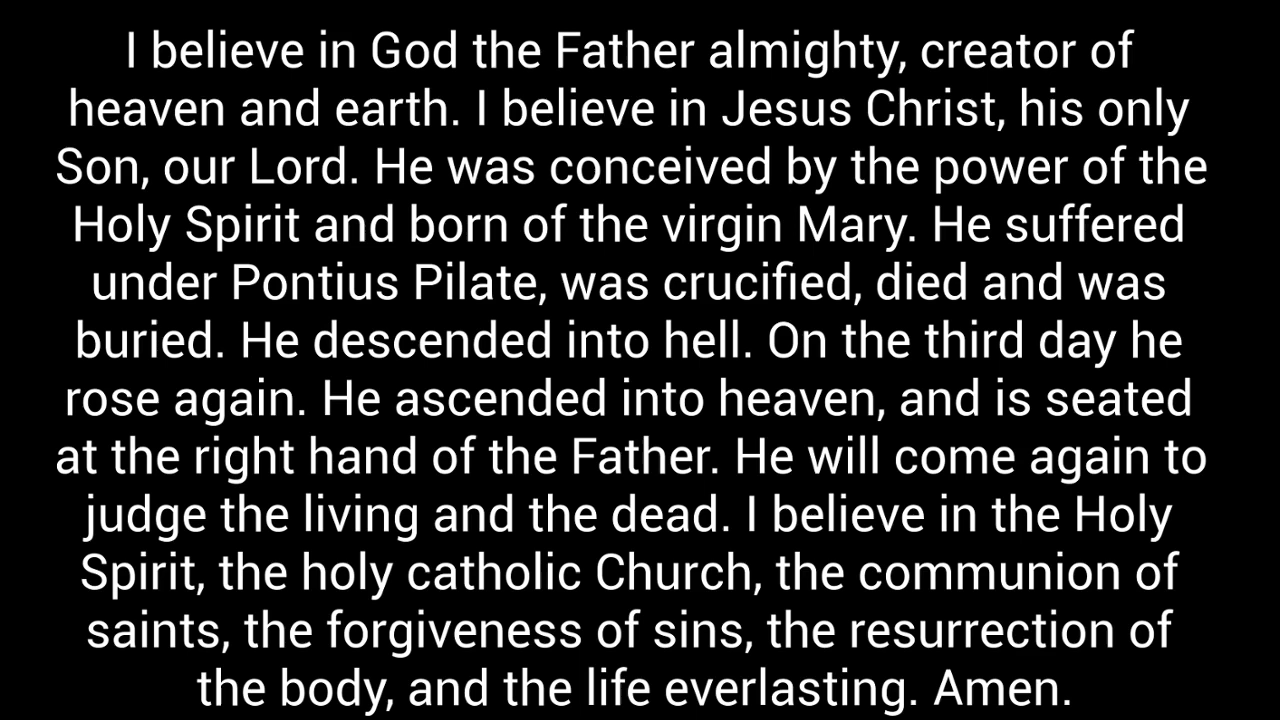 I believe in God the Father almighty, creator of
heaven and earth. I believe in Jesus Christ, his only
Son, our Lord. He was conceived by the power of the
Holy Spirit and born of the virgin Mary. He suffered
under Pontius Pilate, was crucified, died and was
buried. He descended into hell. On the third day he
rose again. He ascended into heaven, and is seated
at the right hand of the Father. He will come again to
judge the living and the dead. I believe in the Holy
Spirit, the holy catholic Church, the communion of
saints, the forgiveness of sins, the resurrection of
the body, and the life everlasting. Amen.